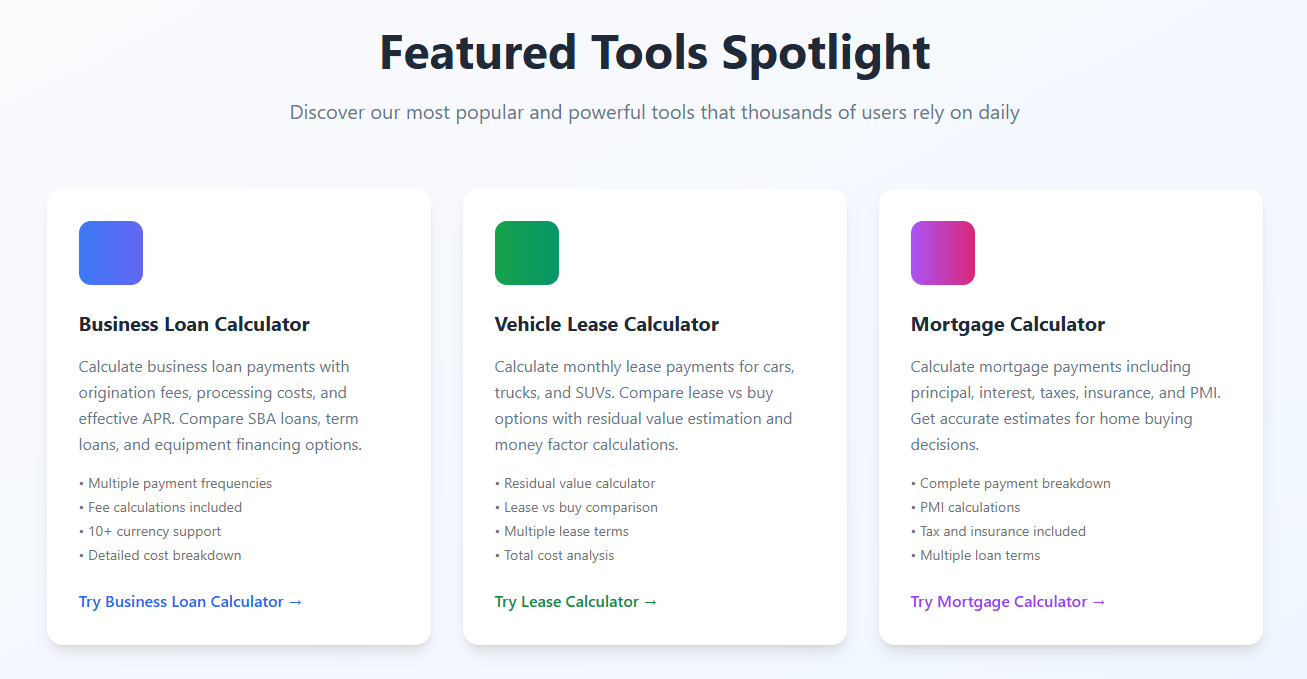 Featured Tools Spotlight
Discover our most popular and powerful tools that thousands of users rely on daily
Business Loan Calculator
Calculate business loan payments with
origination fees, processing costs, and
effective APR. Compare SBA loans, term
loans, and equipment financing options.
• Multiple payment frequencies
• Fee calculations included
• 10+ currency support
• Detailed cost breakdown
Try Business Loan Calculator →
Vehicle Lease Calculator
Calculate monthly lease payments for cars,
trucks, and SUVs. Compare lease vs buy
options with residual value estimation and
money factor calculations.
• Residual value calculator
• Lease vs buy comparison
• Multiple lease terms
• Total cost analysis
Try Lease Calculator →
Mortgage Calculator
Calculate mortgage payments including
principal, interest, taxes, insurance, and PMI.
Get accurate estimates for home buying
decisions.
• Complete payment breakdown
• PMI calculations
• Tax and insurance included
• Multiple loan terms
Try Mortgage Calculator →